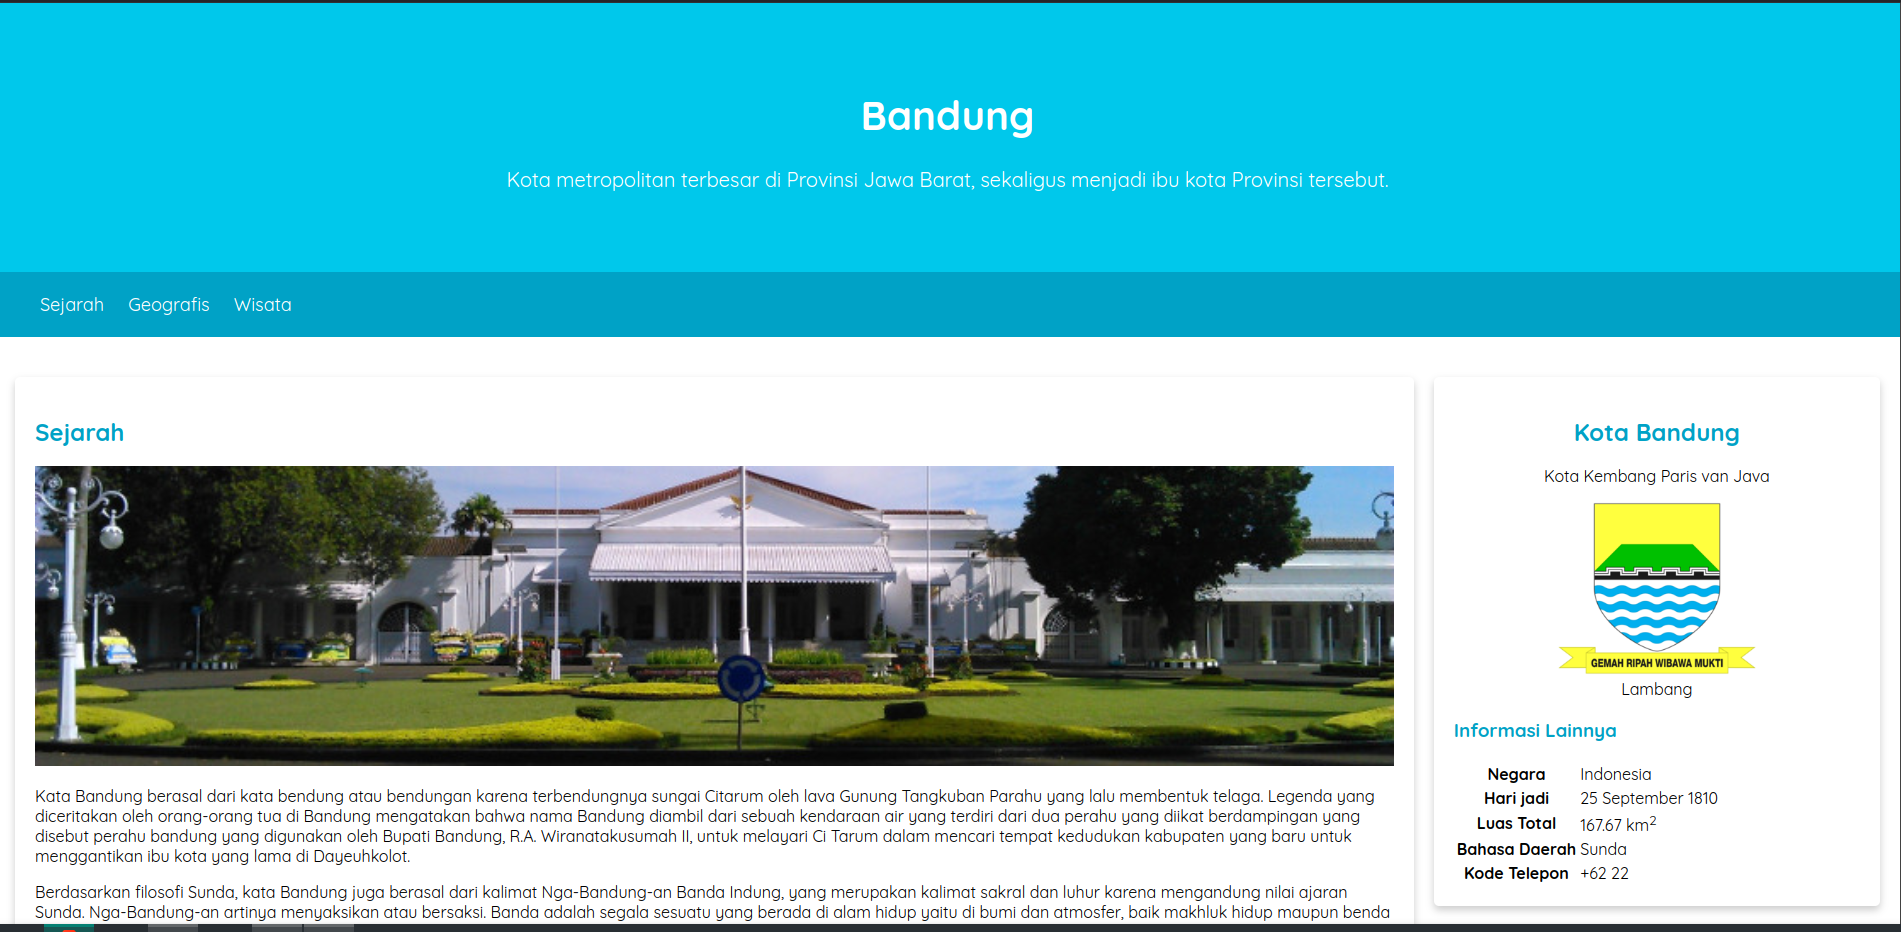 Bandung
Kota metropolitan terbesar di Provinsi Jawa Barat, sekaligus menjadi ibu kota Provinsi tersebut.
Sejarah Geografis Wisata
Sejarah
Kata Bandung berasal dari kata bendung atau bendungan karena terbendungnya sungai Citarum oleh lava Gunung Tangkuban Parahu yang lalu membentuk telaga. Legenda yang
diceritakan oleh orang-orang tua di Bandung mengatakan bahwa nama Bandung diambil dari sebuah kendaraan air yang terdiri dari dua perahu yang diikat berdampingan yang
disebut perahu bandung yang digunakan oleh Bupati Bandung, R.A. Wiranatakusumah II, untuk melayari Ci Tarum dalam mencari tempat kedudukan kabupaten yang baru untuk
menggantikan ibu kota yang lama di Dayeuhkolot.
Berdasarkan filosofi Sunda, kata Bandung juga berasal dari kalimat Nga-Bandung-an Banda Indung, yang merupakan kalimat sakral dan luhur karena mengandung nilai ajaran
Sunda. Nga-Bandung-an artinya menyaksikan atau bersaksi. Banda adalah segala sesuatu yang berada di alam hidup yaitu di bumi dan atmosfer, baik makhluk hidup maupun benda
Kota Bandung
Kota Kembang Paris van Java
GEMAH RIPAH WIBAWA MUKTI
Lambang
Informasi Lainnya
Negara Indonesia
Hari jadi 25 September 1810
Luas Total 167.67 km²
Bahasa Daerah Sunda
Kode Telepon +62 22